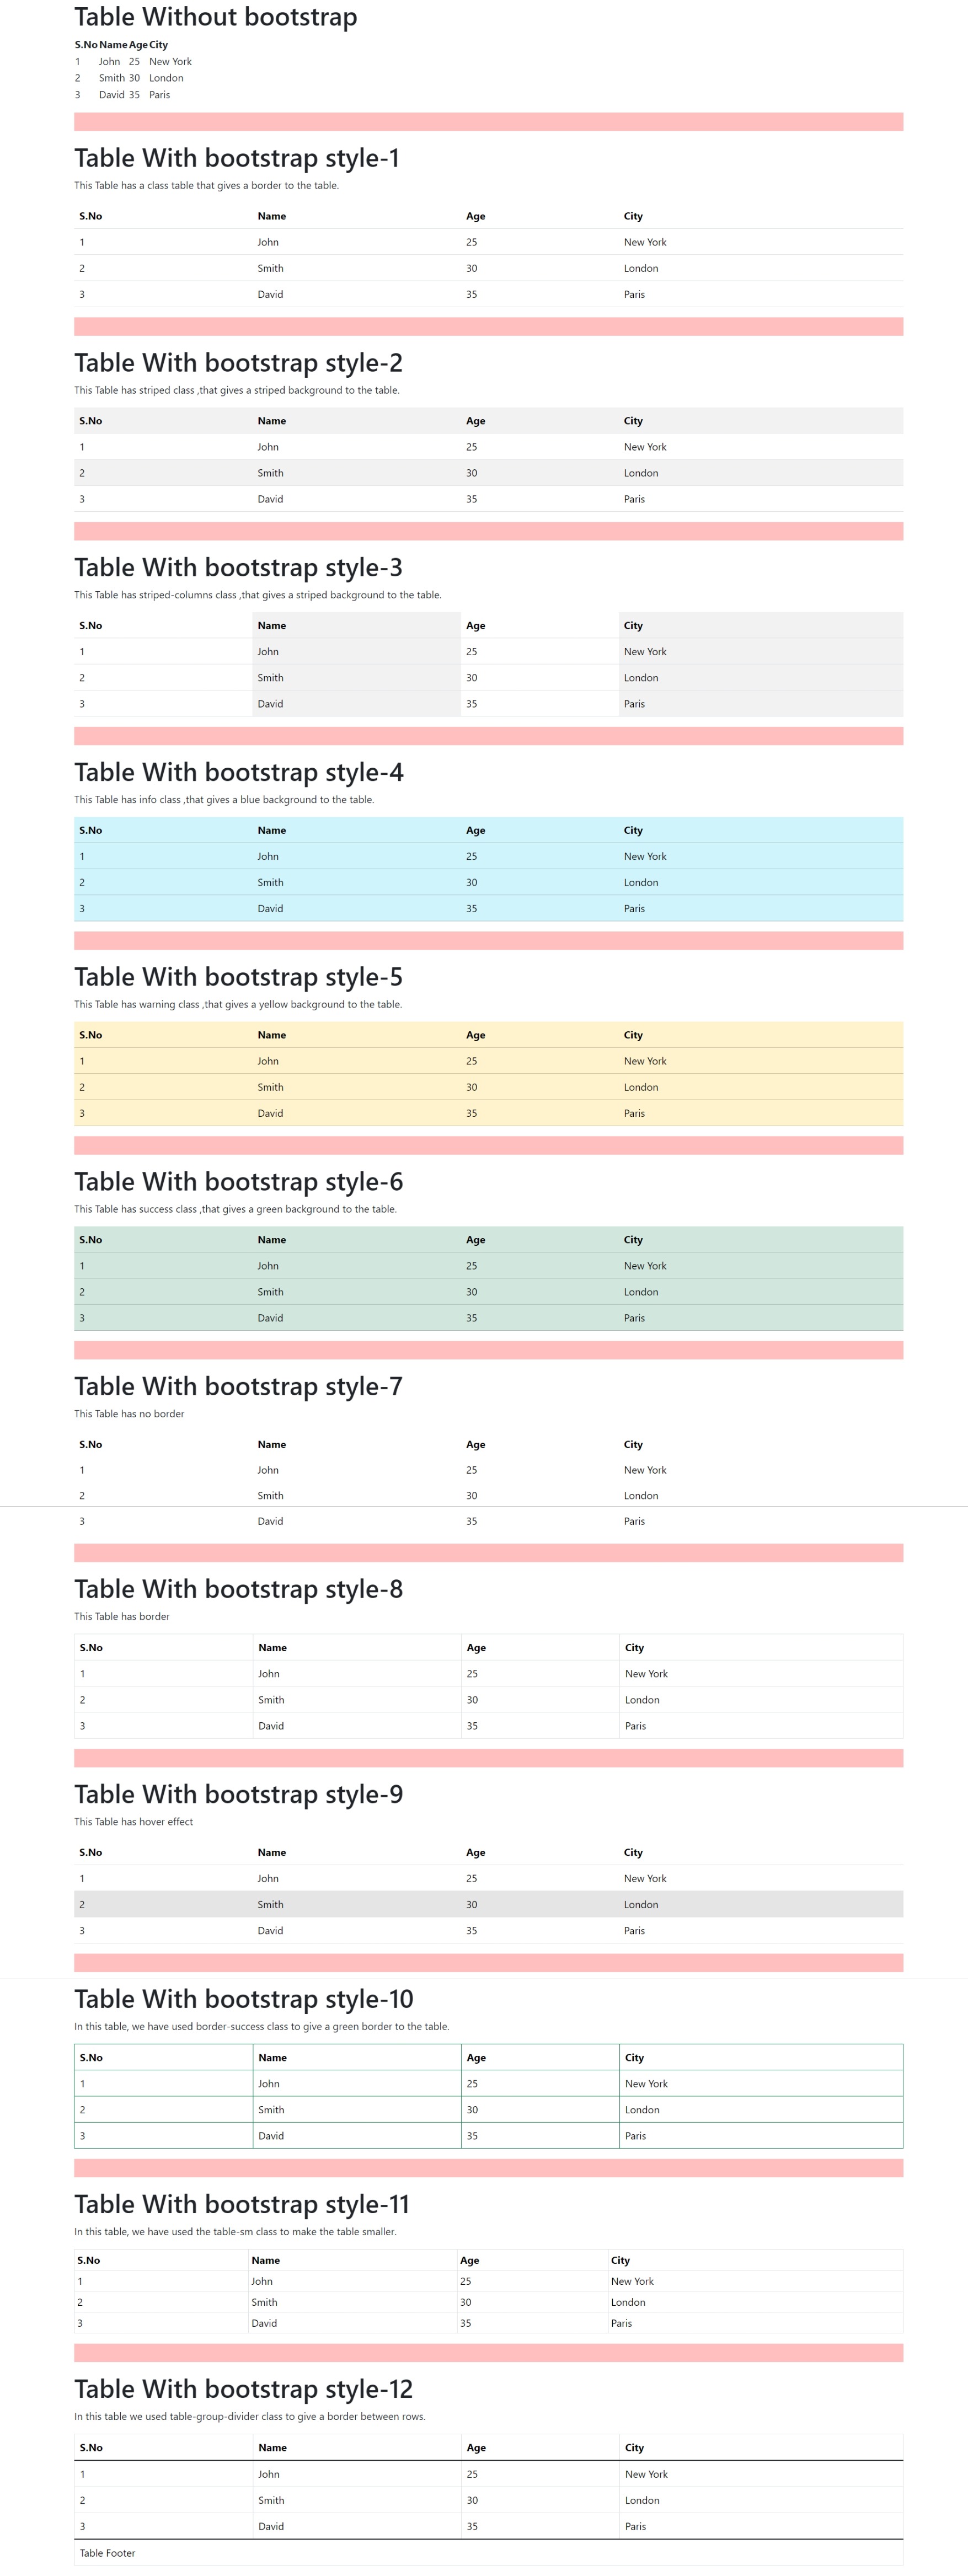 Table Without bootstrap
S.No Name Age City
1 John 25 New York
2 Smith 30 London
3 David 35 Paris
Table With bootstrap style-1
This Table has a class table that gives a border to the table.
S.No Name Age City
1 John 25 New York
2 Smith 30 London
3 David 35 Paris
Table With bootstrap style-2
This Table has striped class ,that gives a striped background to the table.
S.No Name Age City
1 John 25 New York
2 Smith 30 London
3 David 35 Paris
Table With bootstrap style-3
This Table has striped-columns class ,that gives a striped background to the table.
S.No Name Age City
1 John 25 New York
2 Smith 30 London
3 David 35 Paris
Table With bootstrap style-4
This Table has info class ,that gives a blue background to the table.
S.No Name Age City
1 John 25 New York
2 Smith 30 London
3 David 35 Paris
Table With bootstrap style-5
This Table has warning class ,that gives a yellow background to the table.
S.No Name Age City
1 John 25 New York
2 Smith 30 London
3 David 35 Paris
Table With bootstrap style-6
This Table has success class ,that gives a green background to the table.
S.No Name Age City
1 John 25 New York
2 Smith 30 London
3 David 35 Paris
Table With bootstrap style-7
This Table has no border
S.No Name Age City
1 John 25 New York
2 Smith 30 London
3 David 35 Paris
Table With bootstrap style-8
This Table has border
S.No Name Age City
1 John 25 New York
2 Smith 30 London
3 David 35 Paris
Table With bootstrap style-9
This Table has hover effect
S.No Name Age City
1 John 25 New York
2 Smith 30 London
3 David 35 Paris
Table With bootstrap style-10
In this table, we have used border-success class to give a green border to the table.
S.No Name Age City
1 John 25 New York
2 Smith 30 London
3 David 35 Paris
Table With bootstrap style-11
In this table, we have used the table-sm class to make the table smaller.
S.No Name Age City
1 John 25 New York
2 Smith 30 London
3 David 35 Paris
Table With bootstrap style-12
In this table we used table-group-divider class to give a border between rows.
S.No Name Age City
1 John 25 New York
2 Smith 30 London
3 David 35 Paris
Table Footer